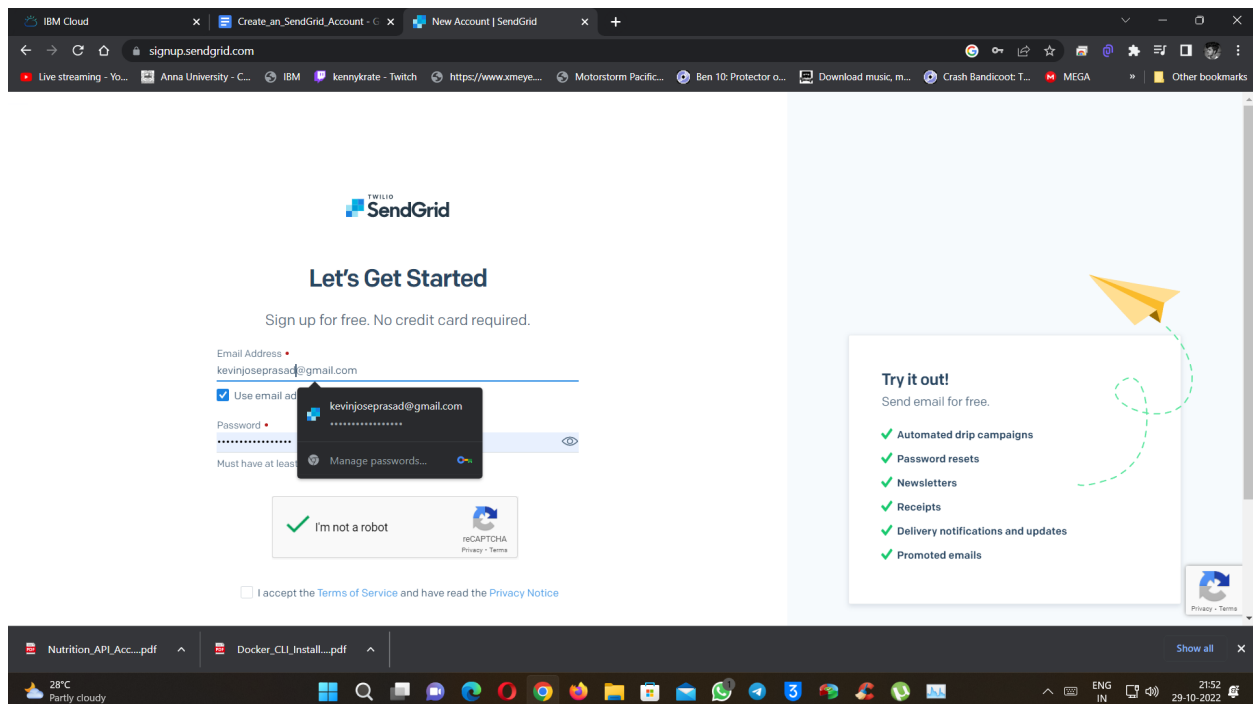 IBM Cloud
Create_an_SendGrid_Account - G
New Account | SendGrid
signup.sendgrid.com
Live streaming - Yo...
Anna University - C...
IBM
kennykrate - Twitch
https://www.xmeye....
Motorstorm Pacific...
Ben 10: Protector o...
Download music, m...
Crash Bandicoot: T...
MEGA
»
Other bookmarks
TWILIO
SendGrid
Let's Get Started
Sign up for free. No credit card required.
Email Address •
kevinjoseprasad@gmail.com
Use email ad
kevinjoseprasad@gmail.com
•••••••••••••••••
Password •
•••••••••••••••••
Manage passwords...
Must have at least
I'm not a robot
reCAPTCHA
Privacy - Terms
I accept the Terms of Service and have read the Privacy Notice
Try it out!
Send email for free.
Automated drip campaigns
Password resets
Newsletters
Receipts
Delivery notifications and updates
Promoted emails
Privacy - Terms
Nutrition_API_Acc....pdf
Docker_CLI_Install....pdf
Show all
28°C
Partly cloudy
ENG
IN
21:52
29-10-2022